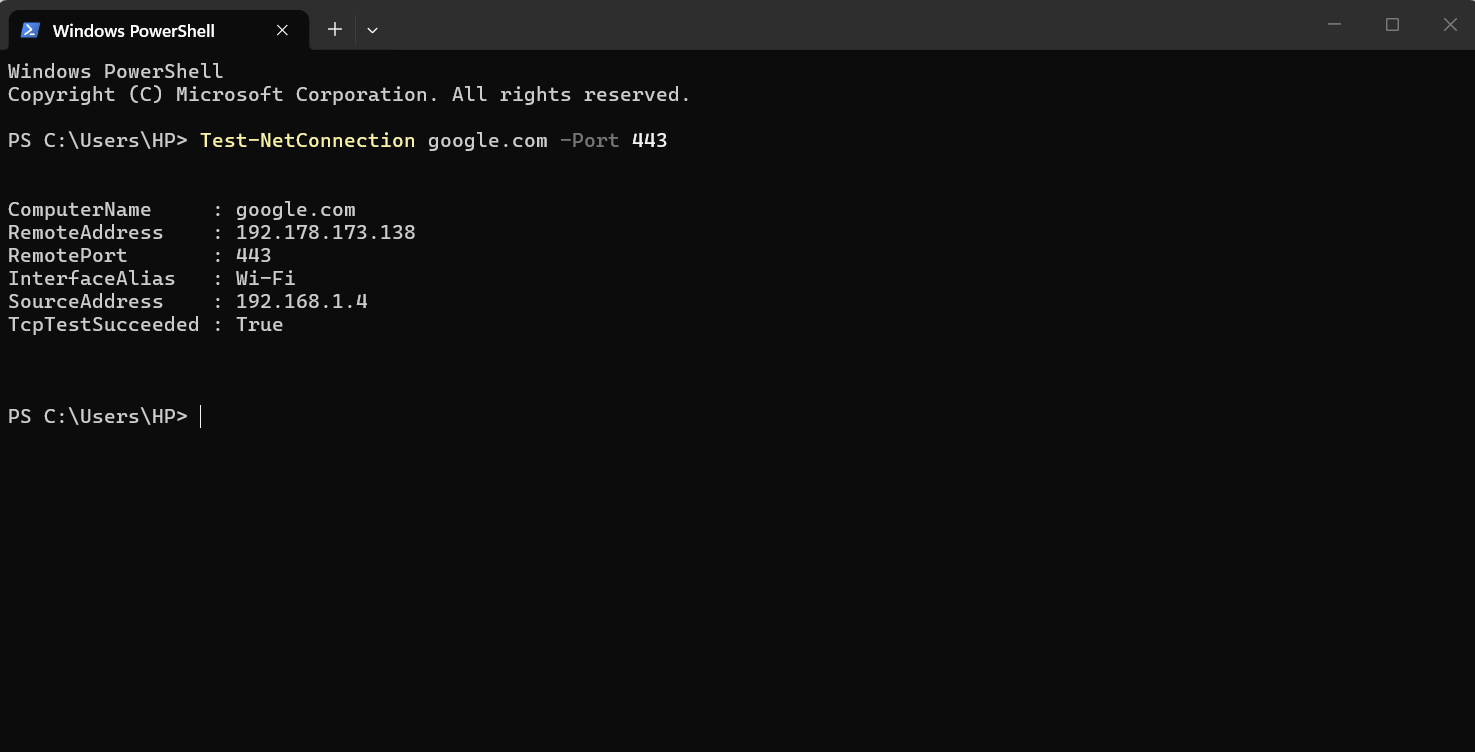 Windows PowerShell
Windows PowerShell
Copyright (C) Microsoft Corporation. All rights reserved.
PS C:\Users\HP> Test-NetConnection google.com -Port 443
ComputerName     : google.com
RemoteAddress    : 192.178.173.138
RemotePort       : 443
InterfaceAlias   : Wi-Fi
SourceAddress    : 192.168.1.4
TcpTestSucceeded : True
PS C:\Users\HP>